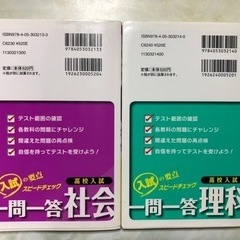 ISBN978-4-05-303213-3
C6230 ¥520E
1130321300
定価 本体520円
9784053032133
1926230005204
テスト範囲の確認
各教科の問題にチャレンジ
間違えた問題の再点検
自信を持ってテストを受けよう!
入試の要点
スピードチェック
高校入試
一問一答 社会
ISBN978-4-05-303214-0
C6240 ¥520E
1130321400
定価 本体520円
9784053032140
1926240005201
テスト範囲の確認
各教科の問題にチャレンジ
間違えた問題の再点検
自信を持ってテストを受けよう!
入試の要点
スピードチェック
高校入試
一問一答 理科